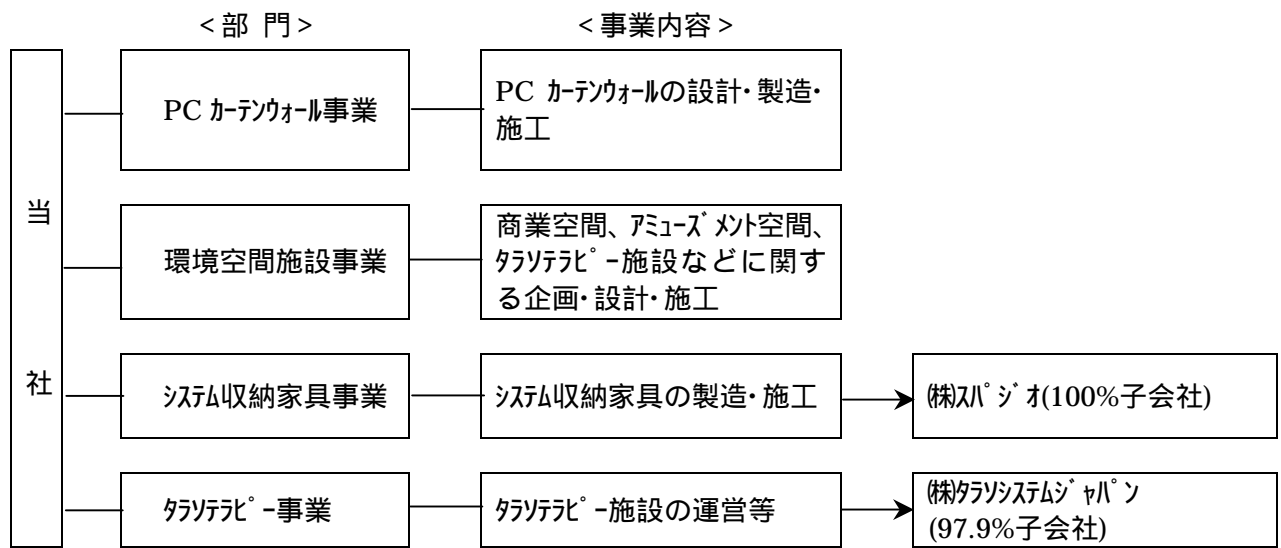 <部 門>
<事業内容>
PC ｶｰﾃﾝｳｫｰﾙ事業
PC ｶｰﾃﾝｳｫｰﾙの設計・製造・
施工
当
環境空間施設事業
商業空間、ｱﾐｭｰｽﾞﾒﾝﾄ空間、
ﾀﾗｿﾃﾗﾋﾟｰ施設などに関す
る企画・設計・施工
社
ｼｽﾃﾑ収納家具事業
ｼｽﾃﾑ収納家具の製造・施工
㈱ｽﾊﾟｼﾞｵ(100%子会社)
ﾀﾗｿﾃﾗﾋﾟｰ事業
ﾀﾗｿﾃﾗﾋﾟｰ施設の運営等
㈱ﾀﾗｿｼｽﾃﾑｼﾞｬﾊﾟﾝ
(97.9%子会社)